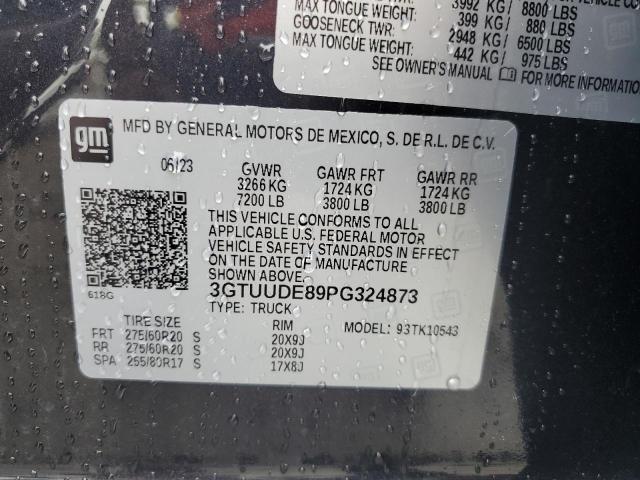 3992 KG / 8800 LBS
MAX TONGUE WEIGHT: 399 KG / 880 LBS
GOOSENECK TWR: 2948 KG / 6500 LBS
MAX TONGUE WEIGHT: 442 KG / 975 LBS
SEE OWNER'S MANUAL FOR MORE INFORMATION
gm
MFD BY GENERAL MOTORS DE MEXICO, S. DE R.L. DE C.V.
06/23 GVWR GAWR FRT GAWR RR
3266 KG 1724 KG 1724 KG
7200 LB 3800 LB 3800 LB
THIS VEHICLE CONFORMS TO ALL
APPLICABLE U.S. FEDERAL MOTOR
VEHICLE SAFETY STANDARDS IN EFFECT
ON THE DATE OF MANUFACTURE
SHOWN ABOVE.
618G 3GTUUDE89PG324873
TYPE: TRUCK MODEL: 93TK10543
TIRE SIZE RIM
FRT 275/60R20 S 20X9J
RR 275/60R20 S 20X9J
SPA 265/80R17 S 17X8J